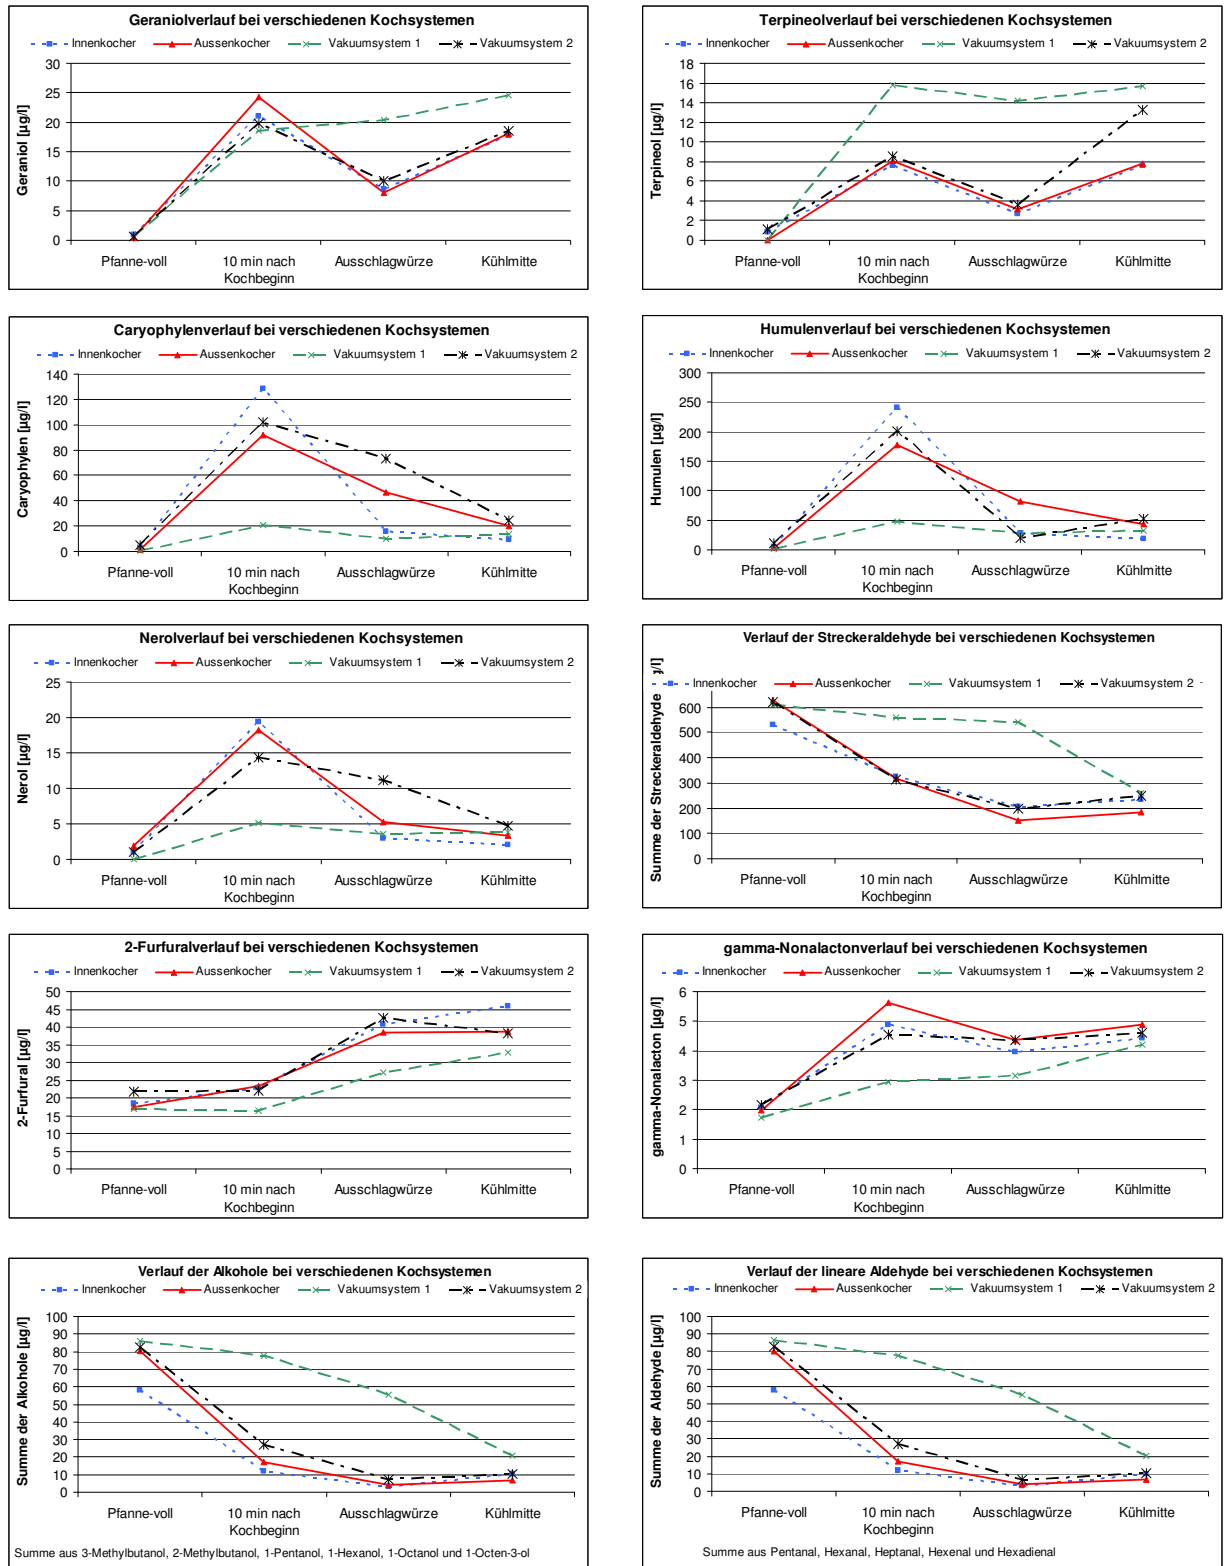 Geraniolverlauf bei verschiedenen Kochsystemen
Innenkocher Aussenkocher Vakuumsystem 1 Vakuumsystem 2
Geraniol [µg/l]
30
25
20
15
10
5
0
Pfanne-voll 10 min nach Kochbeginn Ausschlagwürze Kühlmitte
Terpineolverlauf bei verschiedenen Kochsystemen
Innenkocher Aussenkocher Vakuumsystem 1 Vakuumsystem 2
Terpineol [µg/l]
18
16
14
12
10
8
6
4
2
0
Pfanne-voll 10 min nach Kochbeginn Ausschlagwürze Kühlmitte
Caryophylenverlauf bei verschiedenen Kochsystemen
Innenkocher Aussenkocher Vakuumsystem 1 Vakuumsystem 2
Caryophylen [µg/l]
140
120
100
80
60
40
20
0
Pfanne-voll 10 min nach Kochbeginn Ausschlagwürze Kühlmitte
Humulenverlauf bei verschiedenen Kochsystemen
Innenkocher Aussenkocher Vakuumsystem 1 Vakuumsystem 2
Humulen [µg/l]
300
250
200
150
100
50
0
Pfanne-voll 10 min nach Kochbeginn Ausschlagwürze Kühlmitte
Nerolverlauf bei verschiedenen Kochsystemen
Innenkocher Aussenkocher Vakuumsystem 1 Vakuumsystem 2
Nerol [µg/l]
25
20
15
10
5
0
Pfanne-voll 10 min nach Kochbeginn Ausschlagwürze Kühlmitte
Verlauf der Streckeraldehyde bei verschiedenen Kochsystemen
Innenkocher Aussenkocher Vakuumsystem 1 Vakuumsystem 2
Summe der Streckeraldehyde g/l]
600
500
400
300
200
100
0
Pfanne-voll 10 min nach Kochbeginn Ausschlagwürze Kühlmitte
2-Furfuralverlauf bei verschiedenen Kochsystemen
Innenkocher Aussenkocher Vakuumsystem 1 Vakuumsystem 2
2-Furfural [µg/l]
50
45
40
35
30
25
20
15
10
5
0
Pfanne-voll 10 min nach Kochbeginn Ausschlagwürze Kühlmitte
gamma-Nonalactonverlauf bei verschiedenen Kochsystemen
Innenkocher Aussenkocher Vakuumsystem 1 Vakuumsystem 2
gamma-Nonalacton [µg/l]
6
5
4
3
2
1
0
Pfanne-voll 10 min nach Kochbeginn Ausschlagwürze Kühlmitte
Verlauf der Alkohole bei verschiedenen Kochsystemen
Innenkocher Aussenkocher Vakuumsystem 1 Vakuumsystem 2
Summe der Alkohole [µg/l]
100
90
80
70
60
50
40
30
20
10
0
Pfanne-voll 10 min nach Kochbeginn Ausschlagwürze Kühlmitte
Summe aus 3-Methylbutanol, 2-Methylbutanol, 1-Pentanol, 1-Hexanol, 1-Octanol und 1-Octen-3-ol
Verlauf der lineare Aldehyde bei verschiedenen Kochsystemen
Innenkocher Aussenkocher Vakuumsystem 1 Vakuumsystem 2
Summe der Aldehyde [µg/l]
100
90
80
70
60
50
40
30
20
10
0
Pfanne-voll 10 min nach Kochbeginn Ausschlagwürze Kühlmitte
Summe aus Pentanal, Hexanal, Heptanal, Hexenal und Hexadienal